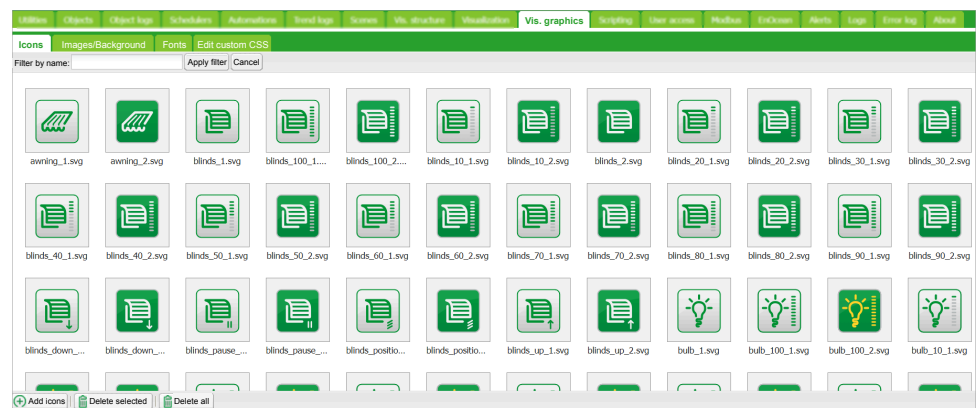 Utilities Objects Object logs Schedulers Automations Trend logs Scenes Vis. structure Visualization Vis. graphics Scripting User access Modbus EnOcean Alerts Logs Error log About
Icons Images/Background Fonts Edit custom CSS
Filter by name: Apply filter Cancel
awning_1.svg awning_2.svg blinds_1.svg blinds_100_1.... blinds_100_2.... blinds_10_1.svg blinds_10_2.svg blinds_2.svg blinds_20_1.svg blinds_20_2.svg blinds_30_1.svg blinds_30_2.svg
blinds_40_1.svg blinds_40_2.svg blinds_50_1.svg blinds_50_2.svg blinds_60_1.svg blinds_60_2.svg blinds_70_1.svg blinds_70_2.svg blinds_80_1.svg blinds_80_2.svg blinds_90_1.svg blinds_90_2.svg
blinds_down_... blinds_down_... blinds_pause_... blinds_pause_... blinds_positio... blinds_positio... blinds_up_1.svg blinds_up_2.svg bulb_1.svg bulb_100_1.svg bulb_100_2.svg bulb_10_1.svg
Add icons Delete selected Delete all